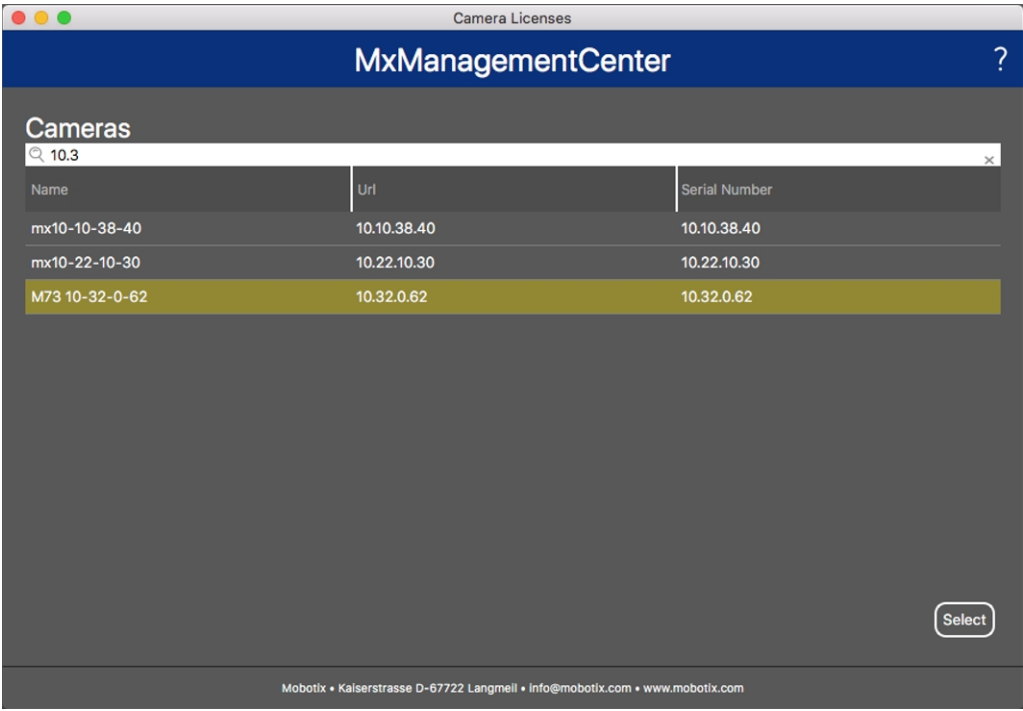 Camera Licenses
MxManagementCenter ?
Cameras
10.3 ×
Name Url Serial Number
mx10-10-38-40 10.10.38.40 10.10.38.40
mx10-22-10-30 10.22.10.30 10.22.10.30
M73 10-32-0-62 10.32.0.62 10.32.0.62
Select
Mobotix • Kaiserstrasse D-67722 Langmeil • info@mobotix.com • www.mobotix.com